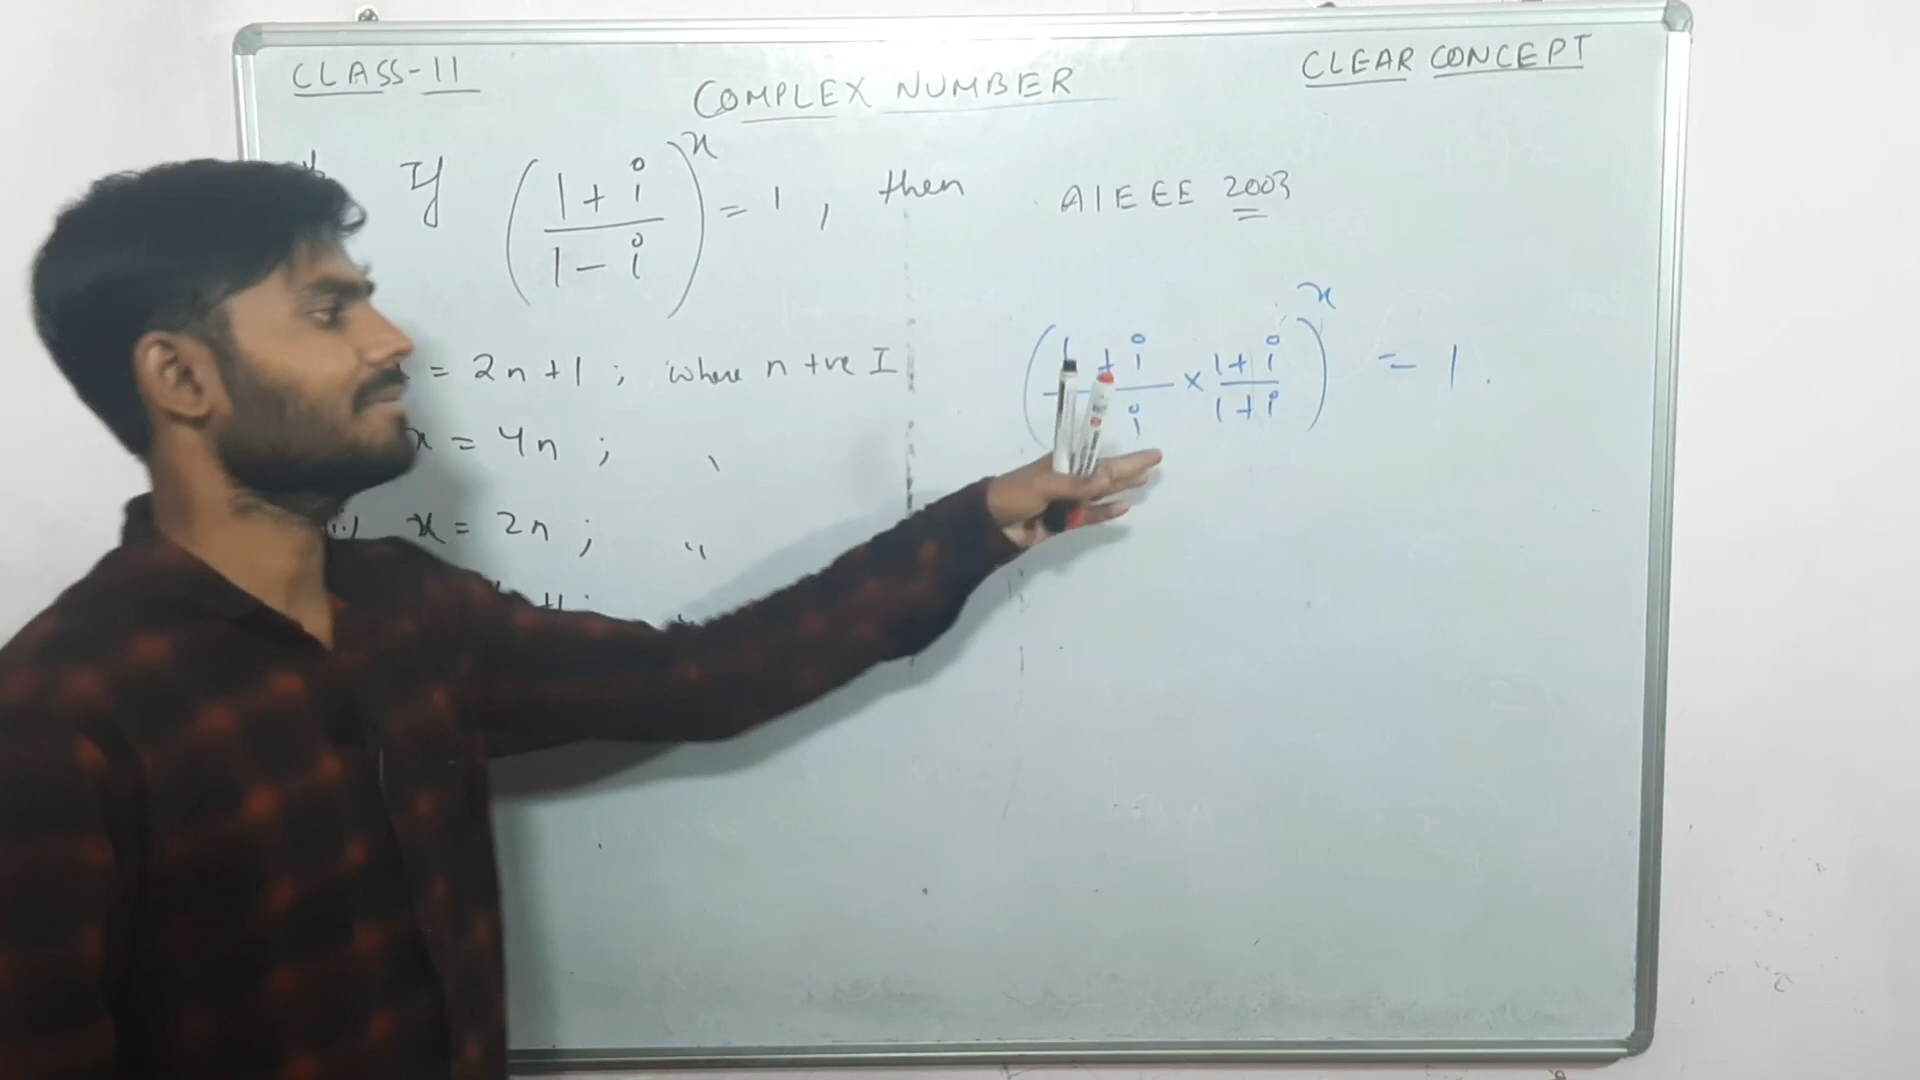 CLASS-11
COMPLEX NUMBER
CLEAR CONCEPT
If (1+i / 1-i)^x = 1, then
AIEEE 2003
= 2n+1 ; where n +ve I
x = 4n ; "
x = 2n ; "
+1 ;
( + i / i × 1+i / 1+i )^x = 1.